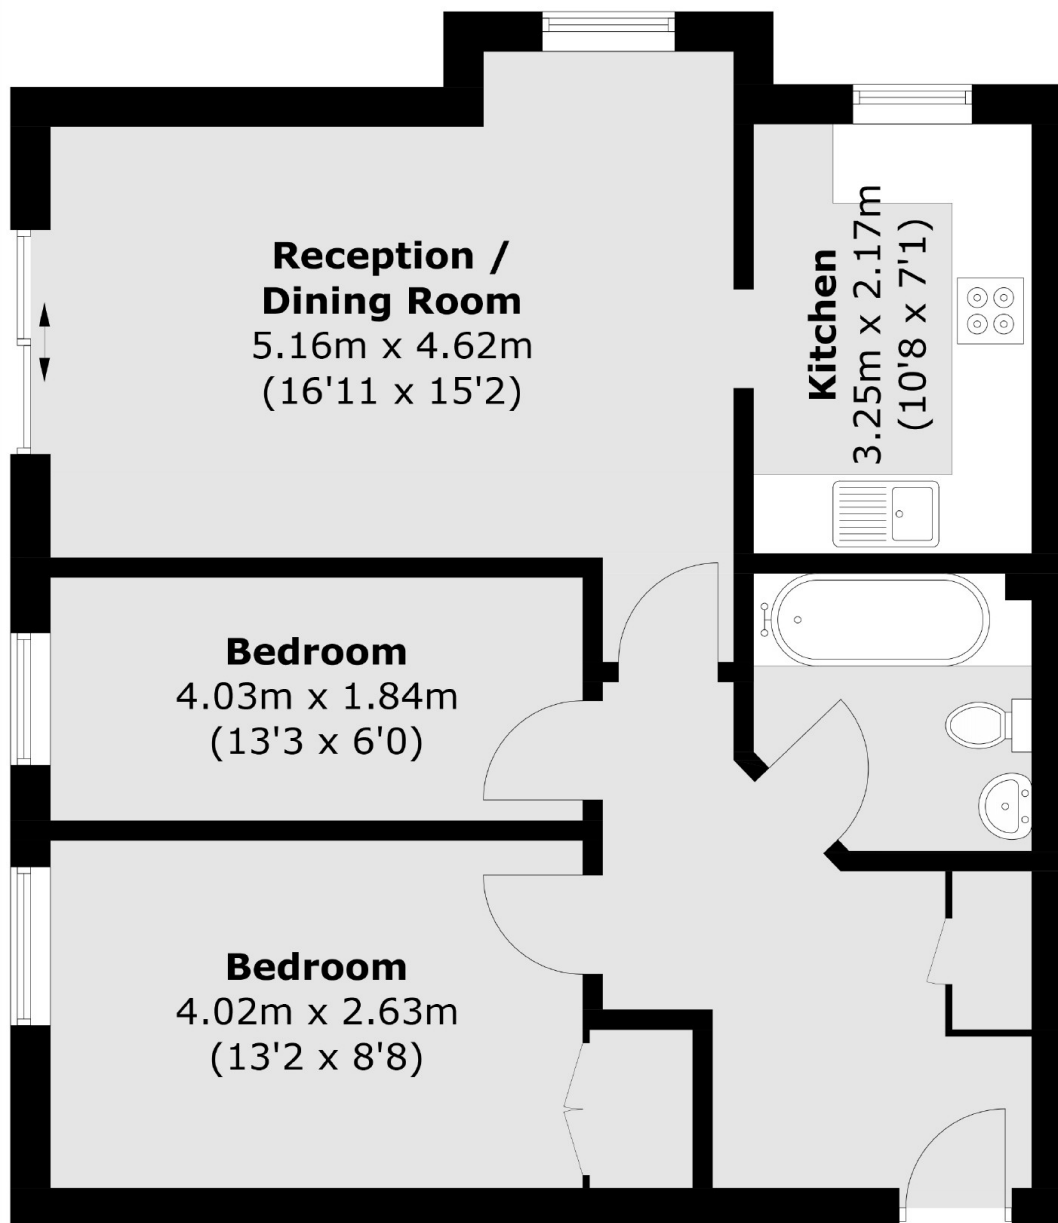 Reception /
Dining Room
5.16m x 4.62m
(16'11 x 15'2)
Kitchen
3.25m x 2.17m
(10'8 x 7'1)
Bedroom
4.03m x 1.84m
(13'3 x 6'0)
Bedroom
4.02m x 2.63m
(13'2 x 8'8)